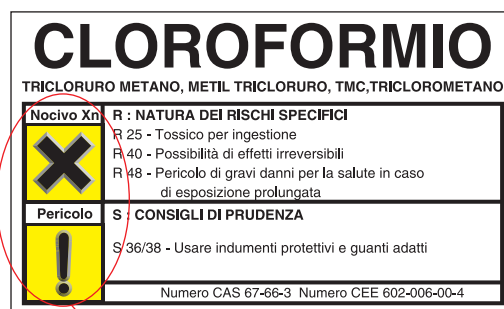 CLOROFORMIO
TRICLORURO METANO, METIL TRICLORURO, TMC,TRICLOROMETANO
Nocivo Xn
R : NATURA DEI RISCHI SPECIFICI
R 25 - Tossico per ingestione
R 40 - Possibilità di effetti irreversibili
R 48 - Pericolo di gravi danni per la salute in caso
di esposizione prolungata
Pericolo
S : CONSIGLI DI PRUDENZA
S 36/38 - Usare indumenti protettivi e guanti adatti
Numero CAS 67-66-3 Numero CEE 602-006-00-4